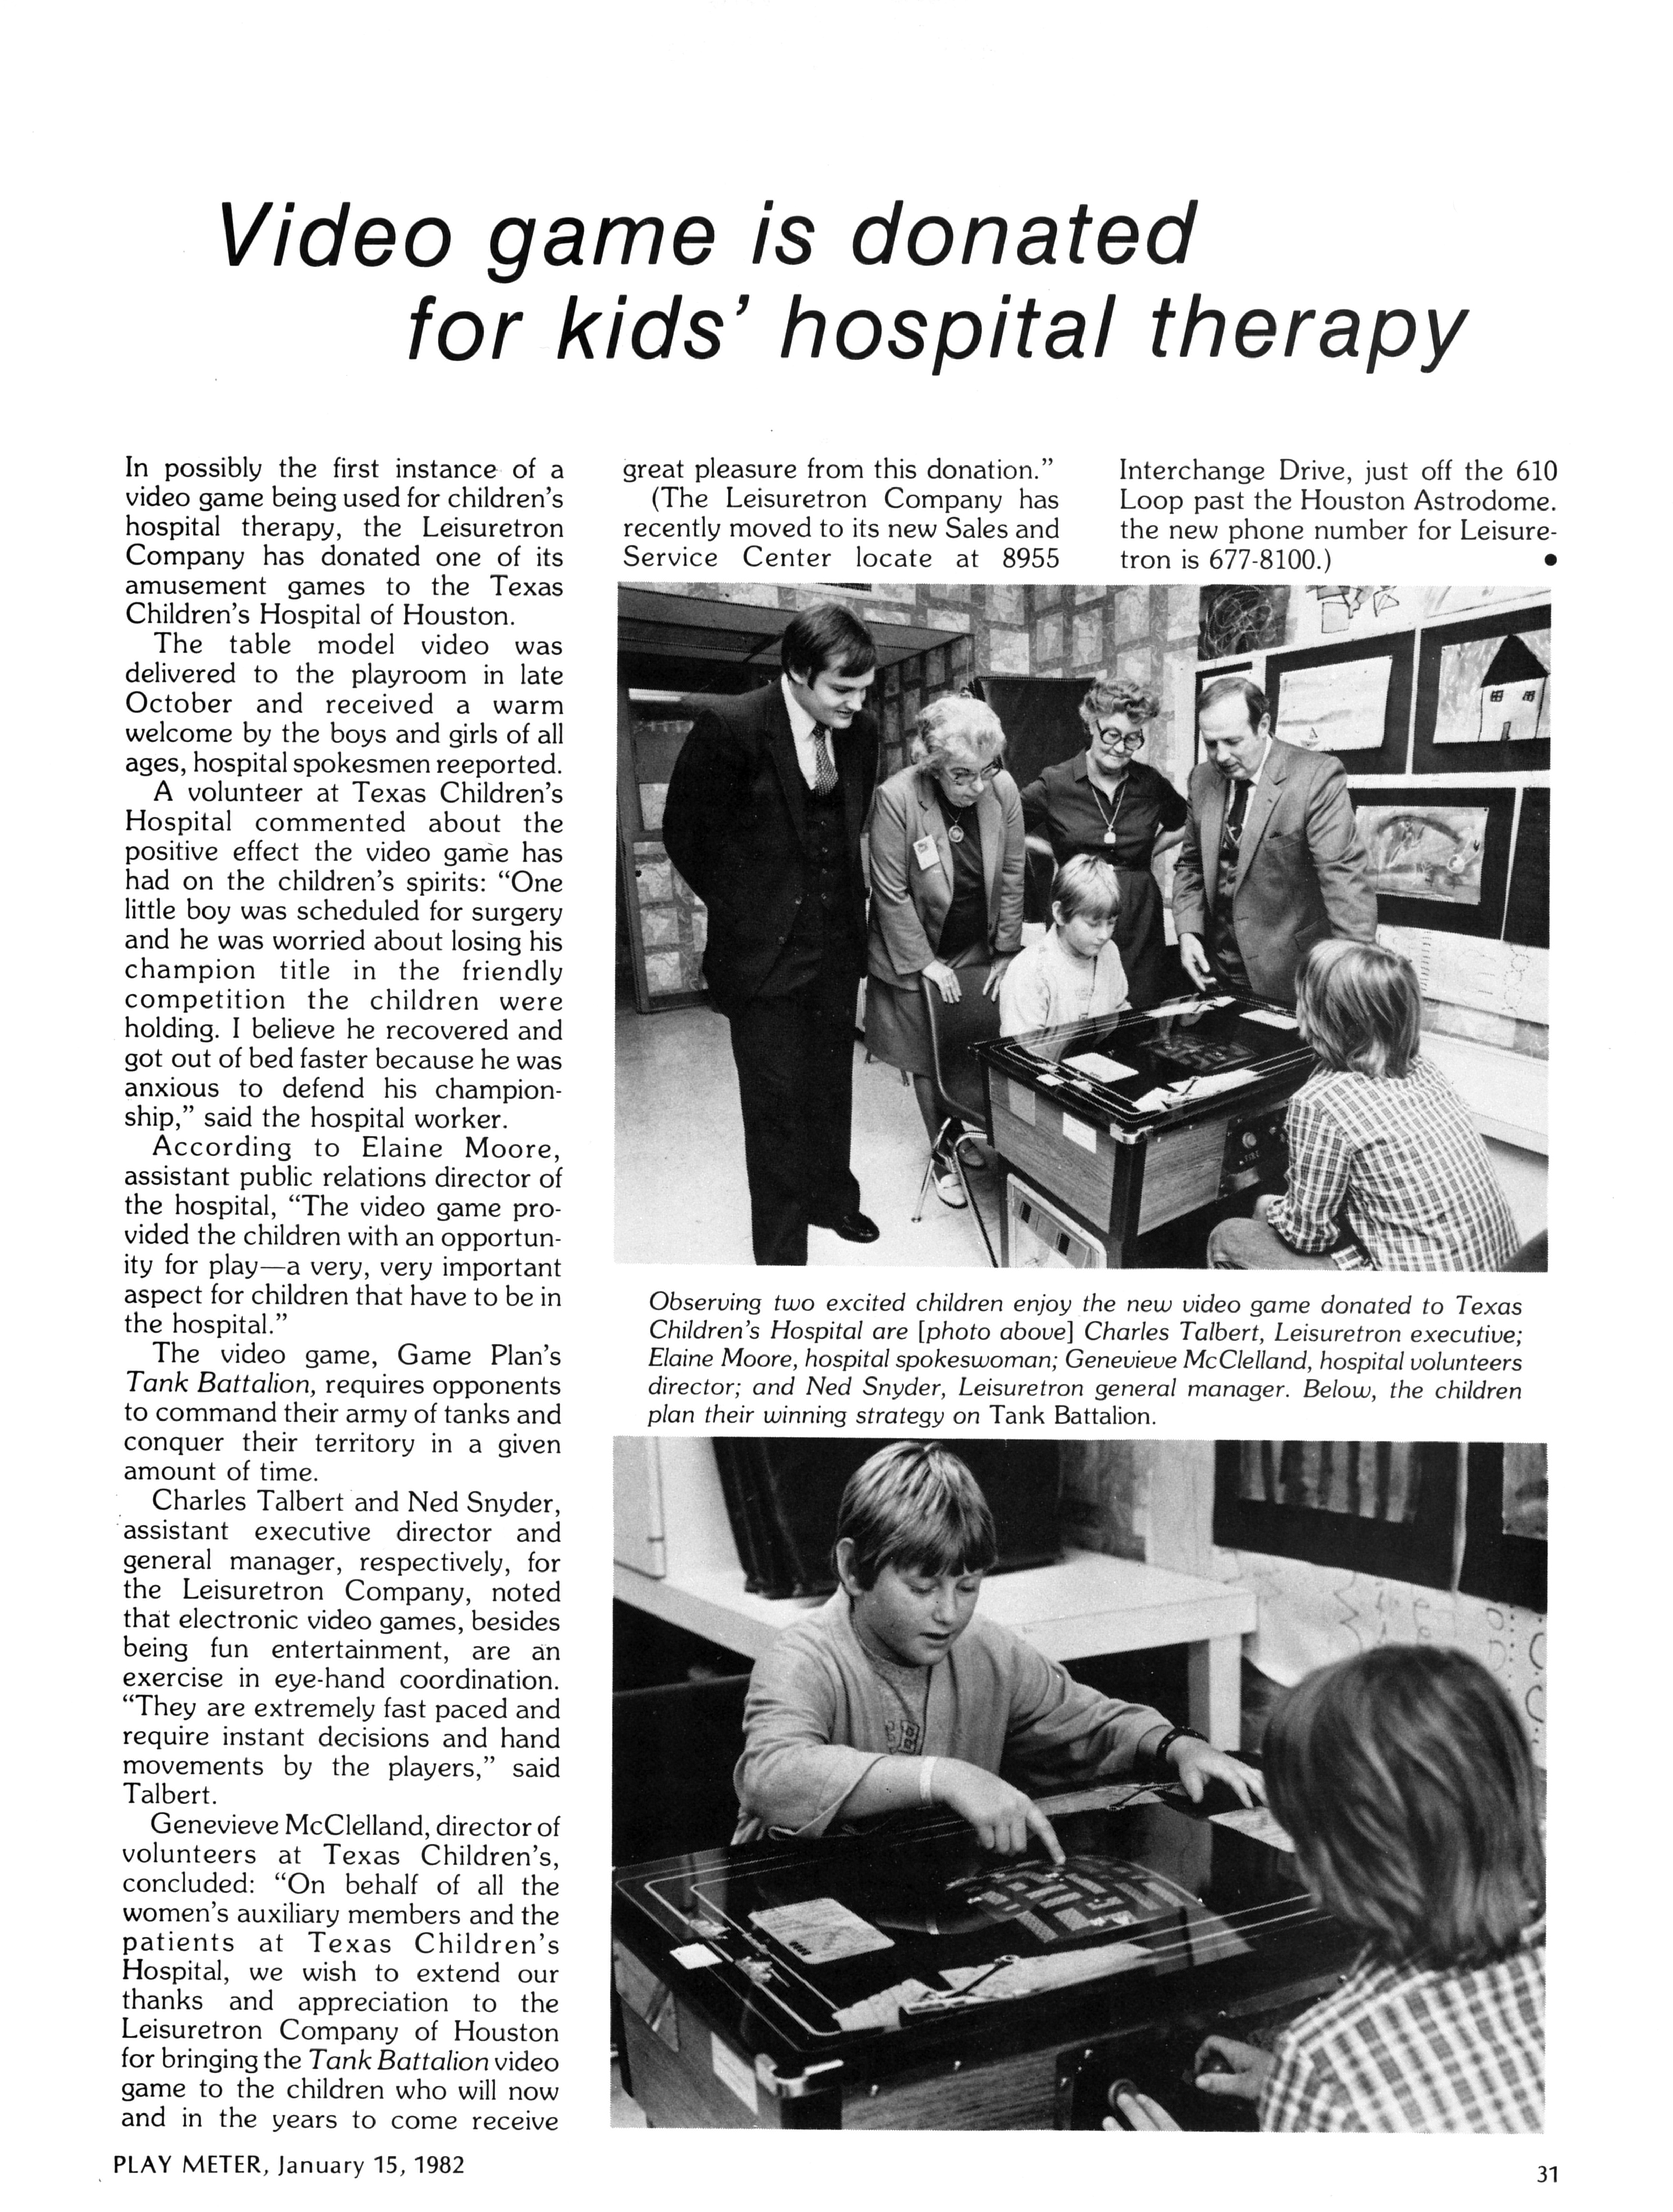 Video game is donated
for kids’ hospital therapy
In possibly the first instance of a
video game being used for children’s
hospital therapy, the Leisuretron
Company has donated one of its
amusement games to the Texas
Children’s Hospital of Houston.
The table model video was
delivered to the playroom in late
October and received a warm
welcome by the boys and girls of all
ages, hospital spokesmen reeported.
A volunteer at Texas Children’s
Hospital commented about the
positive effect the video game has
had on the children’s spirits: “One
little boy was scheduled for surgery
and he was worried about losing his
champion title in the friendly
competition the children were
holding. I believe he recovered and
got out of bed faster because he was
anxious to defend his champion-
ship,” said the hospital worker.
According to Elaine Moore,
assistant public relations director of
the hospital, “The video game pro-
vided the children with an opportun-
ity for play—a very, very important
aspect for children that have to be in
the hospital.”
The video game, Game Plan’s
Tank Battalion, requires opponents
to command their army of tanks and
conquer their territory in a given
amount of time.
Charles Talbert and Ned Snyder,
assistant executive director and
general manager, respectively, for
the Leisuretron Company, noted
that electronic video games, besides
being fun entertainment, are an
exercise in eye-hand coordination.
“They are extremely fast paced and
require instant decisions and hand
movements by the players,” said
Talbert.
Genevieve McClelland, director of
volunteers at Texas Children’s,
concluded: “On behalf of all the
women’s auxiliary members and the
patients at Texas Children’s
Hospital, we wish to extend our
thanks and appreciation to the
Leisuretron Company of Houston
for bringing the Tank Battalion video
game to the children who will now
and in the years to come receive
great pleasure from this donation.”
(The Leisuretron Company has
recently moved to its new Sales and
Service Center locate at 8955
Interchange Drive, just off the 610
Loop past the Houston Astrodome.
the new phone number for Leisure-
tron is 677-8100.) •
Observing two excited children enjoy the new video game donated to Texas
Children’s Hospital are [photo above] Charles Talbert, Leisuretron executive;
Elaine Moore, hospital spokeswoman; Genevieve McClelland, hospital volunteers
director; and Ned Snyder, Leisuretron general manager. Below, the children
plan their winning strategy on Tank Battalion.
PLAY METER, January 15, 1982
31